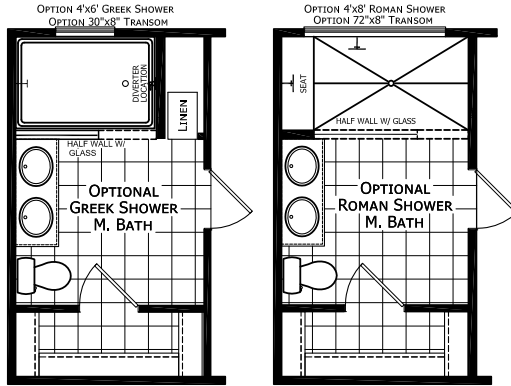 OPTION 4'x6' GREEK SHOWER
OPTION 30"x8" TRANSOM
DIVERTER
LOCATION
LINEN
HALF WALL W/
GLASS
OPTIONAL
GREEK SHOWER
M. BATH
OPTION 4'x8' ROMAN SHOWER
OPTION 72"x8" TRANSOM
SEAT
HALF WALL W/ GLASS
OPTIONAL
ROMAN SHOWER
M. BATH